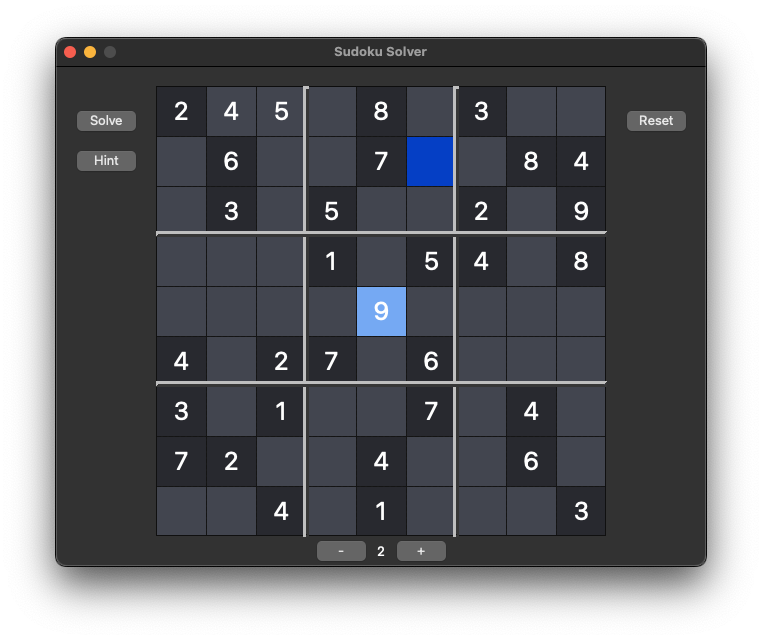 Sudoku Solver
Solve
Hint
Reset
2 4 5 8 3
6 7 8 4
3 5 2 9
1 5 4 8
9
4 2 7 6
3 1 7 4
7 2 4 6
4 1 3
- 2 +